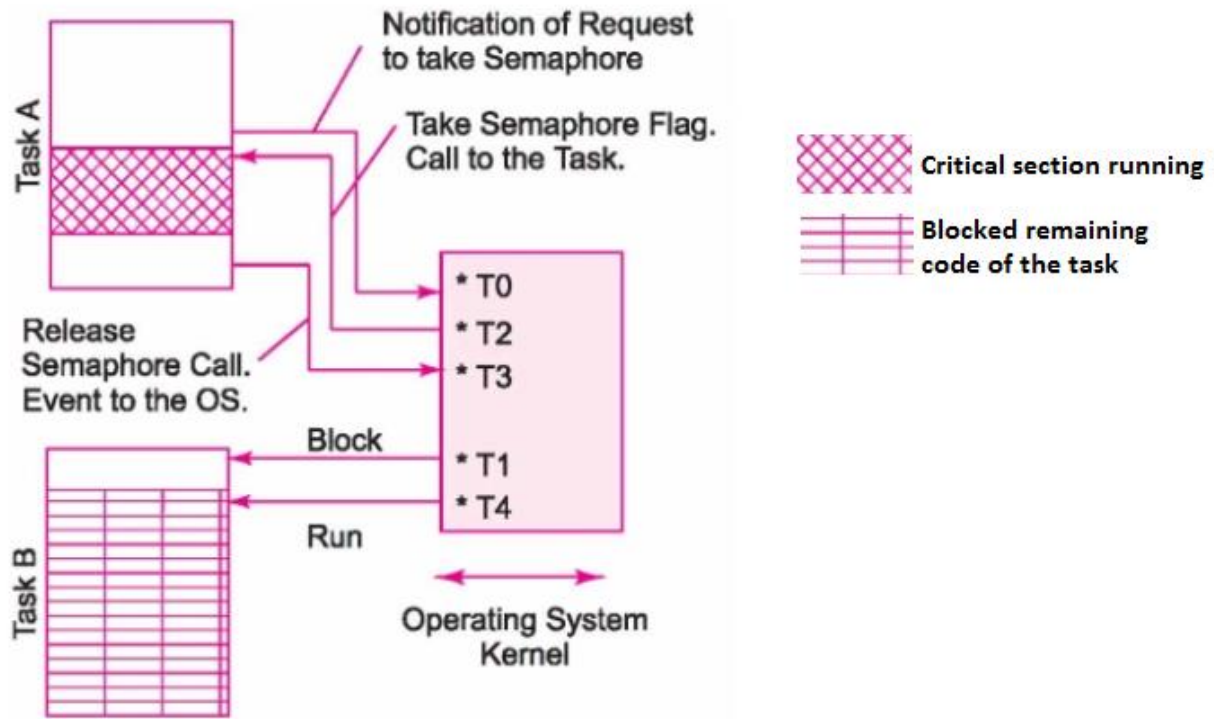 Notification of Request
to take Semaphore
Task A
Take Semaphore Flag.
Call to the Task.
Critical section running
Blocked remaining
code of the task
* T0
* T2
* T3
Release
Semaphore Call.
Event to the OS.
Block
* T1
* T4
Run
Task B
Operating System
Kernel